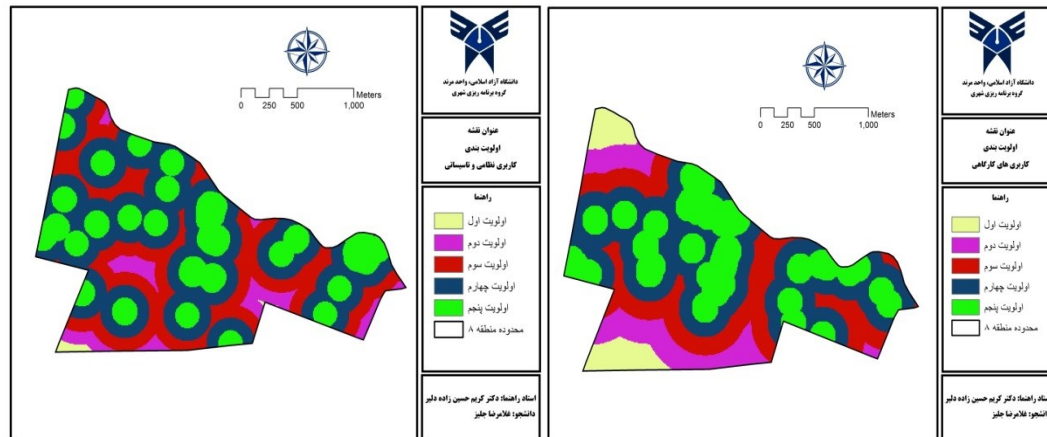 دانشگاه آزاد اسلامی، واحد مرند
گروه برنامه ریزی شهری
Meters
0 250 500 1,000
عنوان نقشه
اولویت بندی
کاربری نظامی و تاسیساتی
راهنما
اولویت اول
اولویت دوم
اولویت سوم
اولویت چهارم
اولویت پنجم
محدوده منطقه ۸
استاد راهنما: دکتر کریم حسین زاده دلیر
دانشجو: غلامرضا جلیز
دانشگاه آزاد اسلامی، واحد مرند
گروه برنامه ریزی شهری
Meters
0 250 500 1,000
عنوان نقشه
اولویت بندی
کاربری های کارگاهی
راهنما
اولویت اول
اولویت دوم
اولویت سوم
اولویت چهارم
اولویت پنجم
محدوده منطقه ۸
استاد راهنما: دکتر کریم حسین زاده دلیر
دانشجو: غلامرضا جلیز